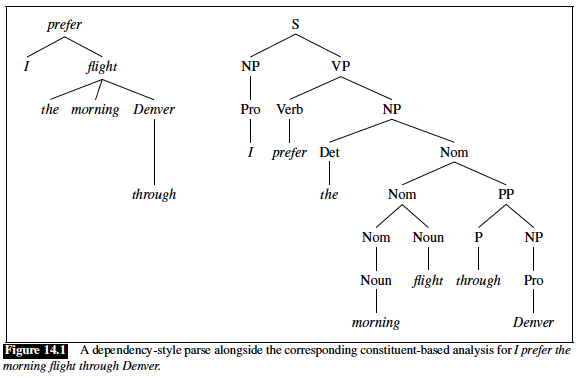 prefer S
I flight NP VP
the morning Denver Pro Verb NP
I prefer Det Nom
through the Nom PP
Nom Noun P NP
Noun flight through Pro
morning Denver
Figure 14.1 A dependency-style parse alongside the corresponding constituent-based analysis for I prefer the
morning flight through Denver.